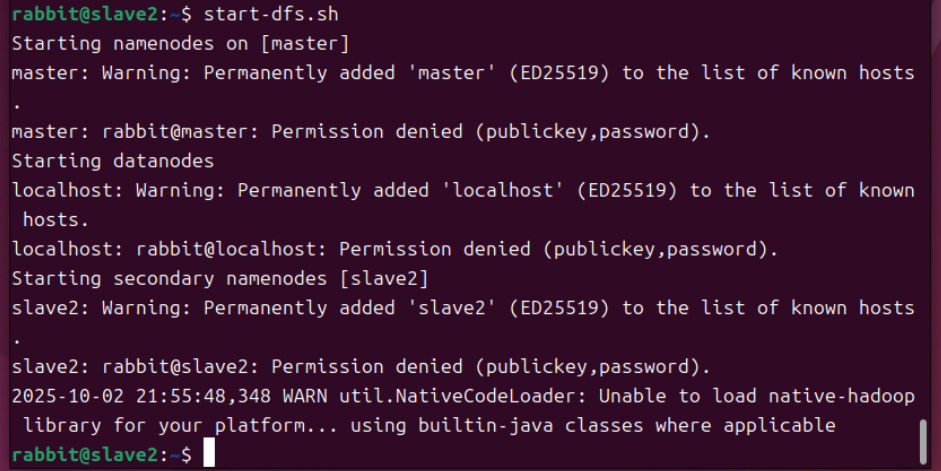 rabbit@slave2:~$ start-dfs.sh
Starting namenodes on [master]
master: Warning: Permanently added 'master' (ED25519) to the list of known hosts
.
master: rabbit@master: Permission denied (publickey,password).
Starting datanodes
localhost: Warning: Permanently added 'localhost' (ED25519) to the list of known
 hosts.
localhost: rabbit@localhost: Permission denied (publickey,password).
Starting secondary namenodes [slave2]
slave2: Warning: Permanently added 'slave2' (ED25519) to the list of known hosts
.
slave2: rabbit@slave2: Permission denied (publickey,password).
2025-10-02 21:55:48,348 WARN util.NativeCodeLoader: Unable to load native-hadoop
 library for your platform... using builtin-java classes where applicable
rabbit@slave2:~$